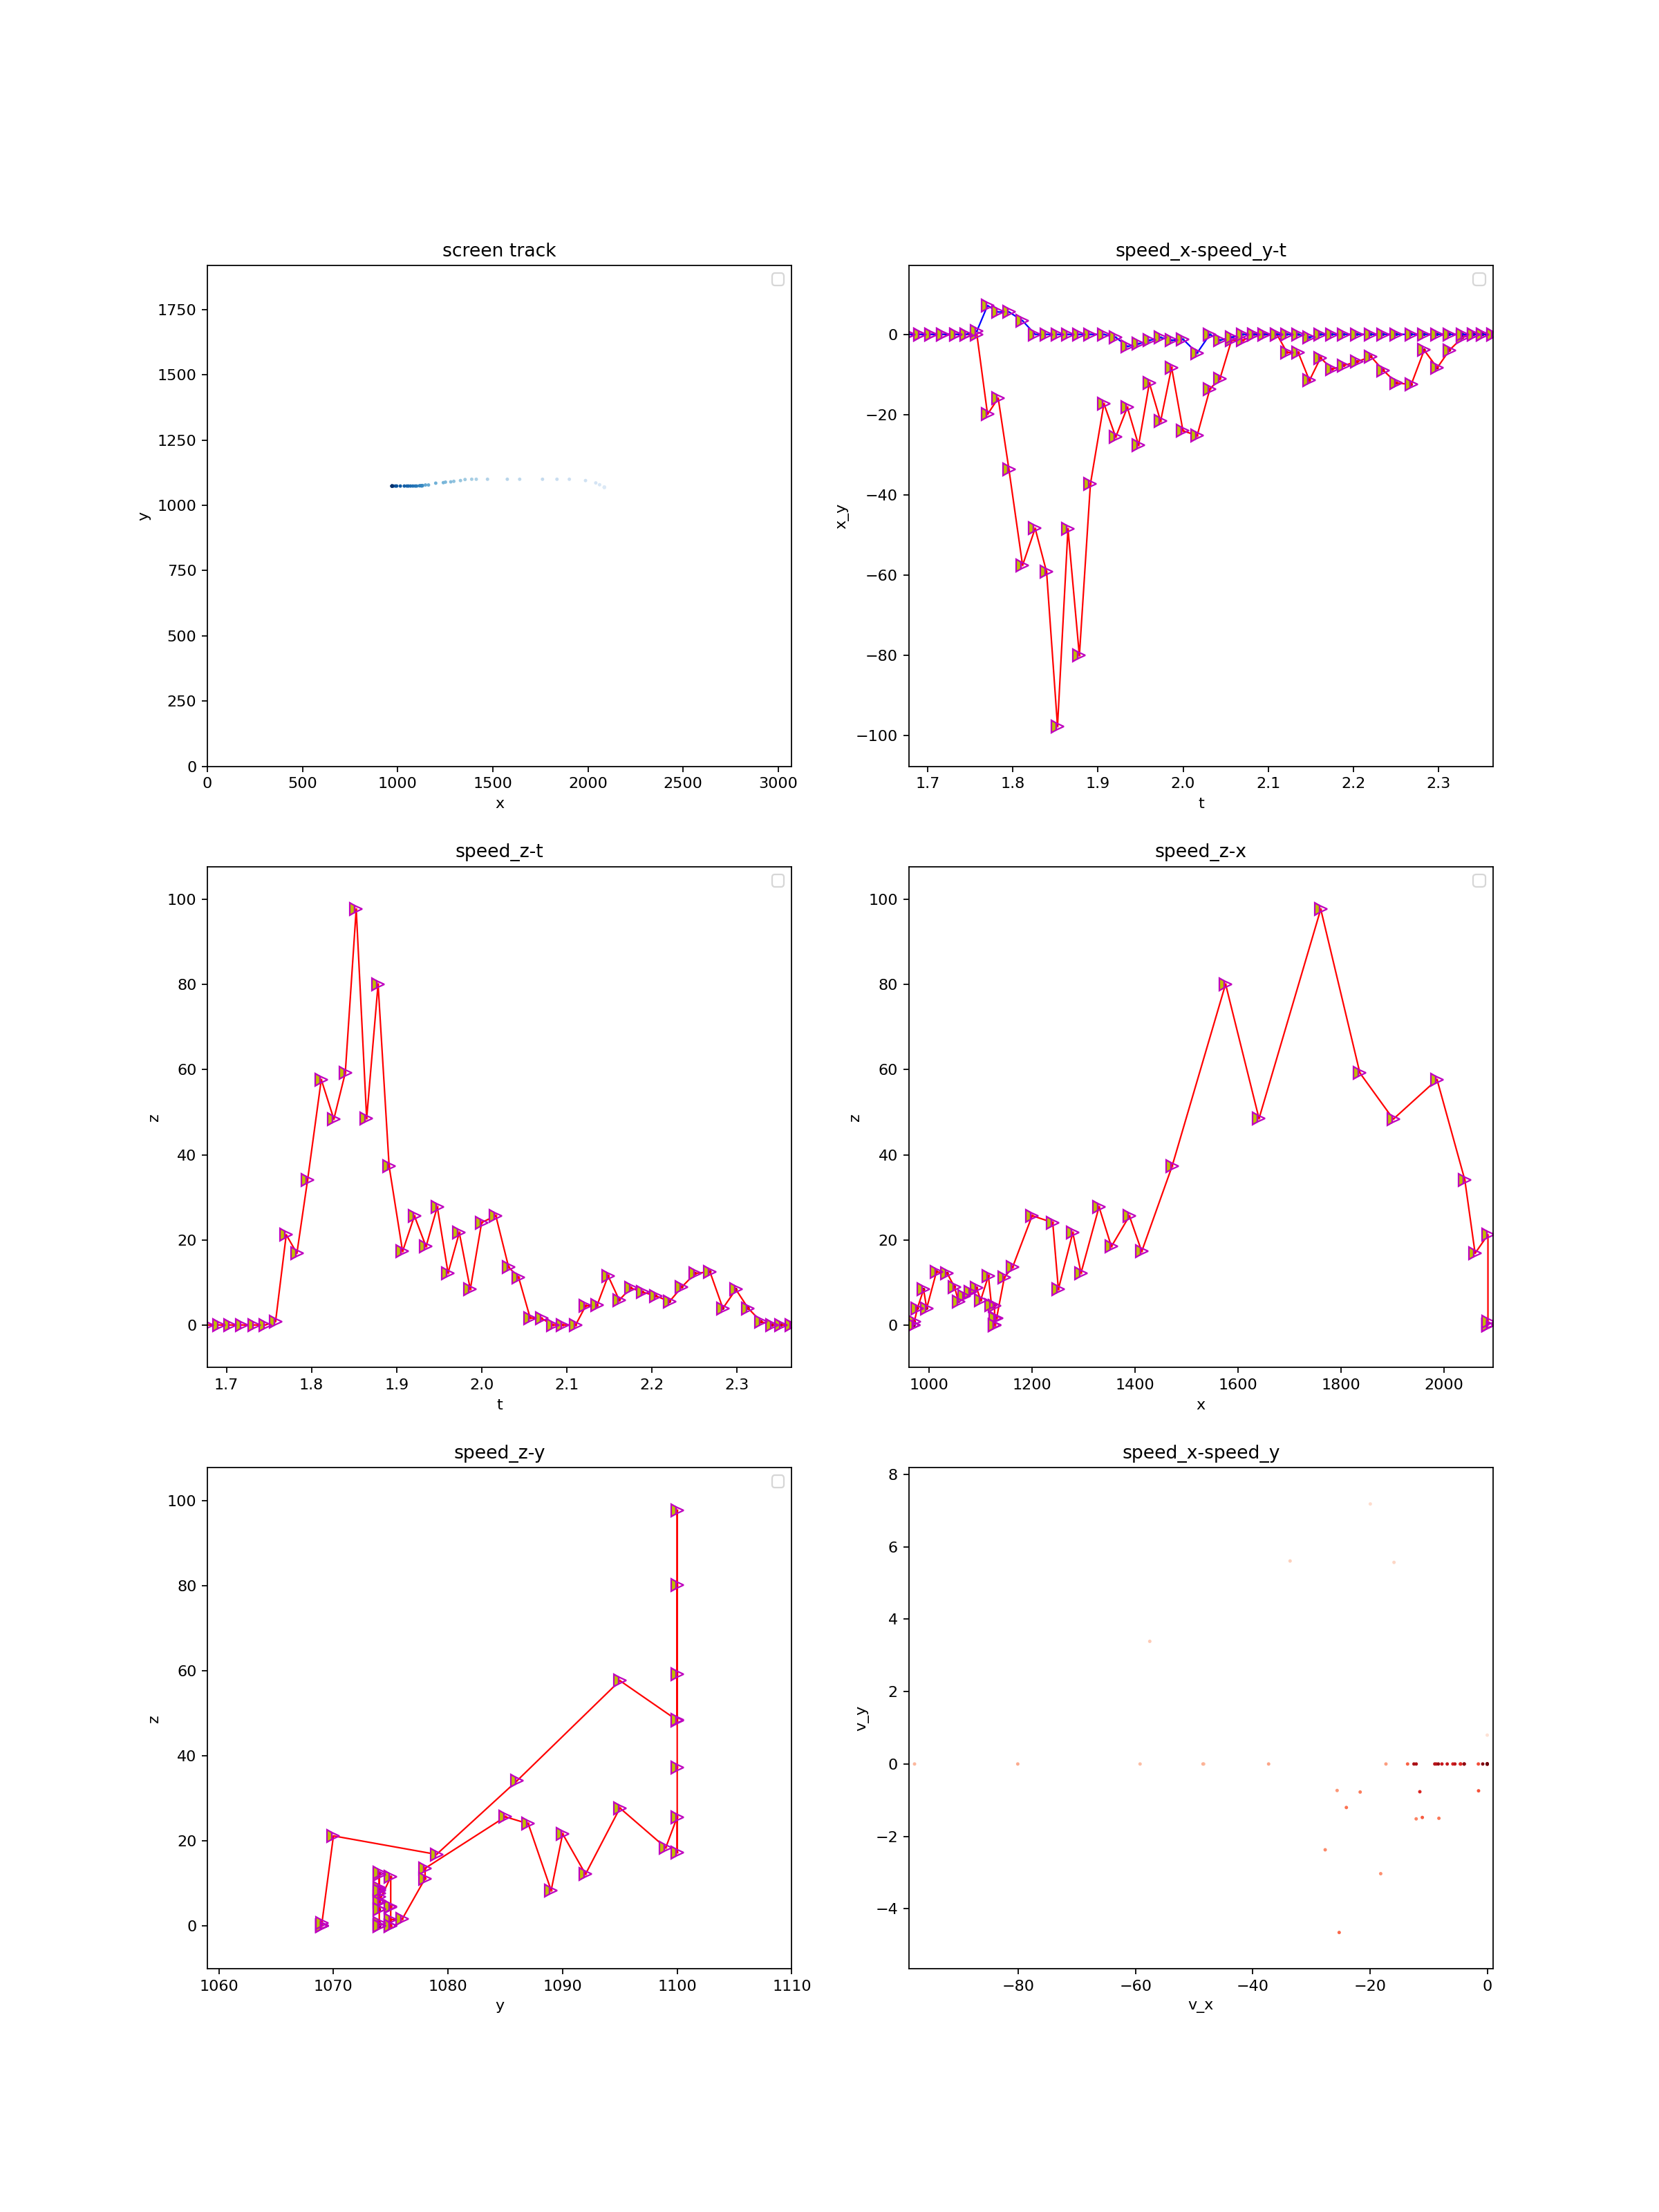 screen track
1750
1500
1250
1000
750
500
250
0
y
0 500 1000 1500 2000 2500 3000
x
speed_x-speed_y-t
0
−20
−40
−60
−80
−100
x_y
1.7 1.8 1.9 2.0 2.1 2.2 2.3
t
speed_z-t
100
80
60
40
20
0
z
1.7 1.8 1.9 2.0 2.1 2.2 2.3
t
speed_z-x
100
80
60
40
20
0
z
1000 1200 1400 1600 1800 2000
x
speed_z-y
100
80
60
40
20
0
z
1060 1070 1080 1090 1100 1110
y
speed_x-speed_y
8
6
4
2
0
−2
−4
v_y
−80 −60 −40 −20 0
v_x